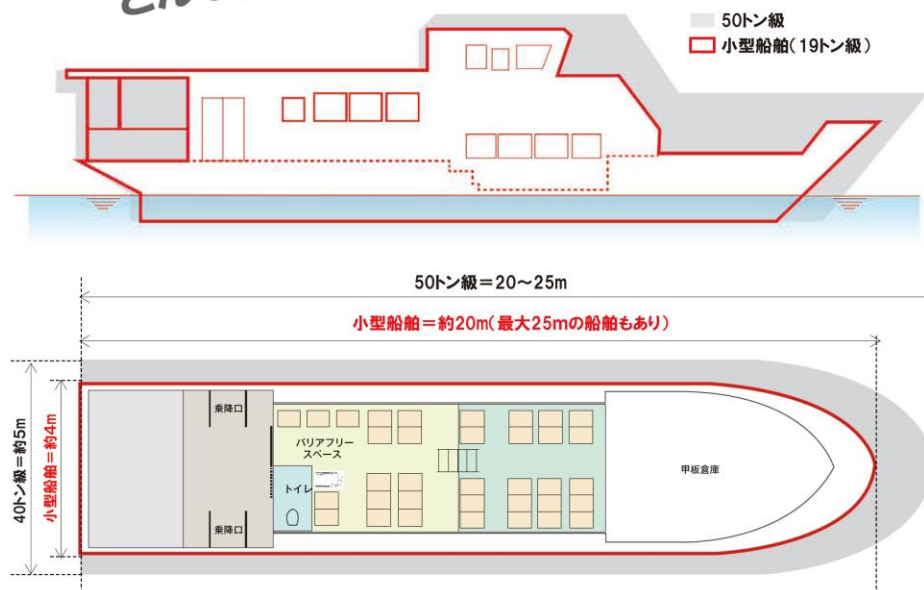 50トン級
小型船舶（19トン級）
50トン級＝20〜25m
小型船舶＝約20m（最大25mの船舶もあり）
40トン級＝約5m
小型船舶＝約4m
乗降口
バリアフリー
スペース
トイレ
甲板倉庫
乗降口